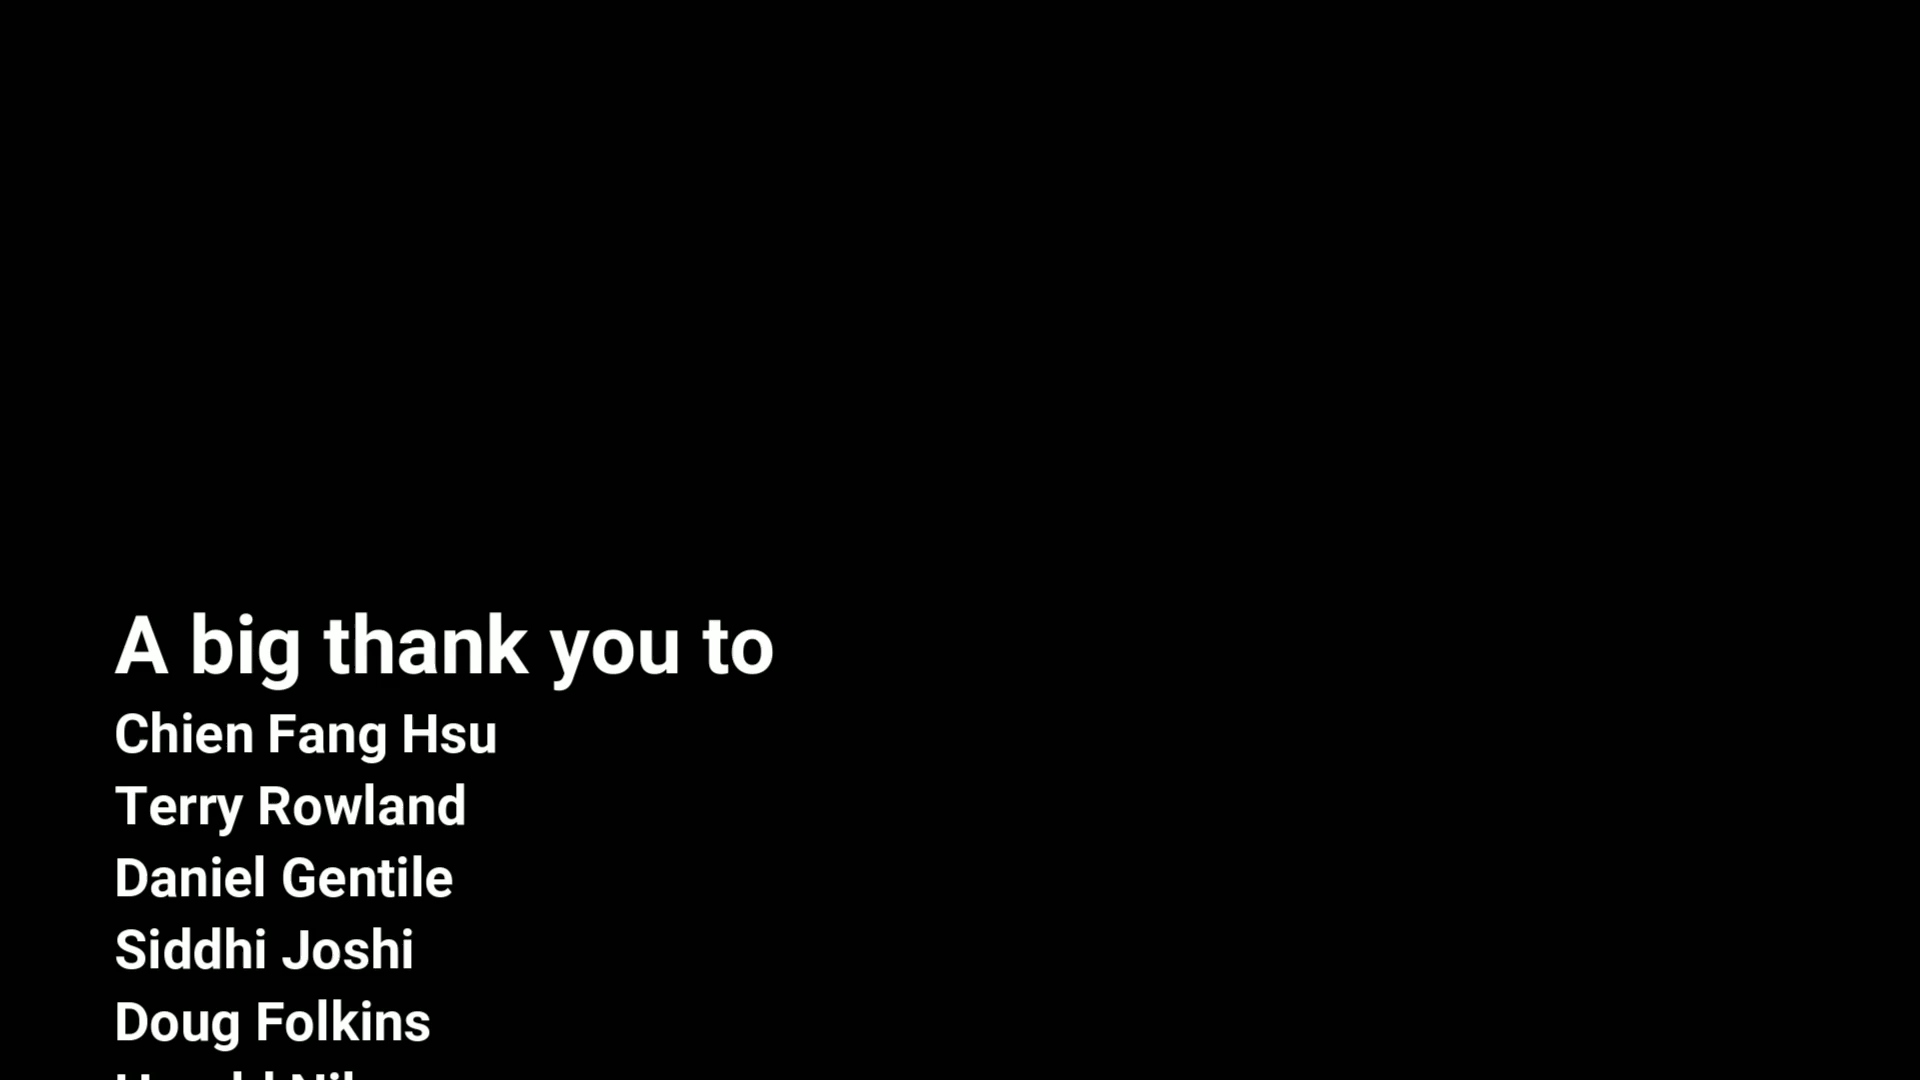 A big thank you to
Chien Fang Hsu
Terry Rowland
Daniel Gentile
Siddhi Joshi
Doug Folkins